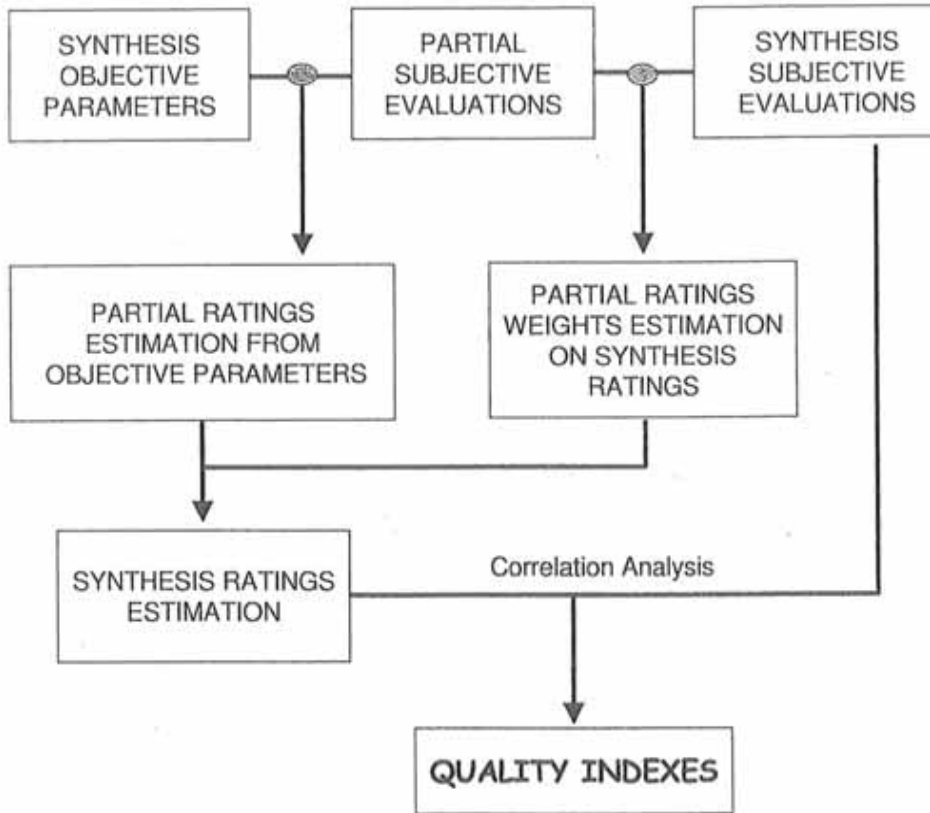 SYNTHESIS
OBJECTIVE
PARAMETERS
PARTIAL
SUBJECTIVE
EVALUATIONS
SYNTHESIS
SUBJECTIVE
EVALUATIONS
PARTIAL RATINGS
ESTIMATION FROM
OBJECTIVE PARAMETERS
PARTIAL RATINGS
WEIGHTS ESTIMATION
ON SYNTHESIS
RATINGS
SYNTHESIS RATINGS
ESTIMATION
Correlation Analysis
QUALITY INDEXES